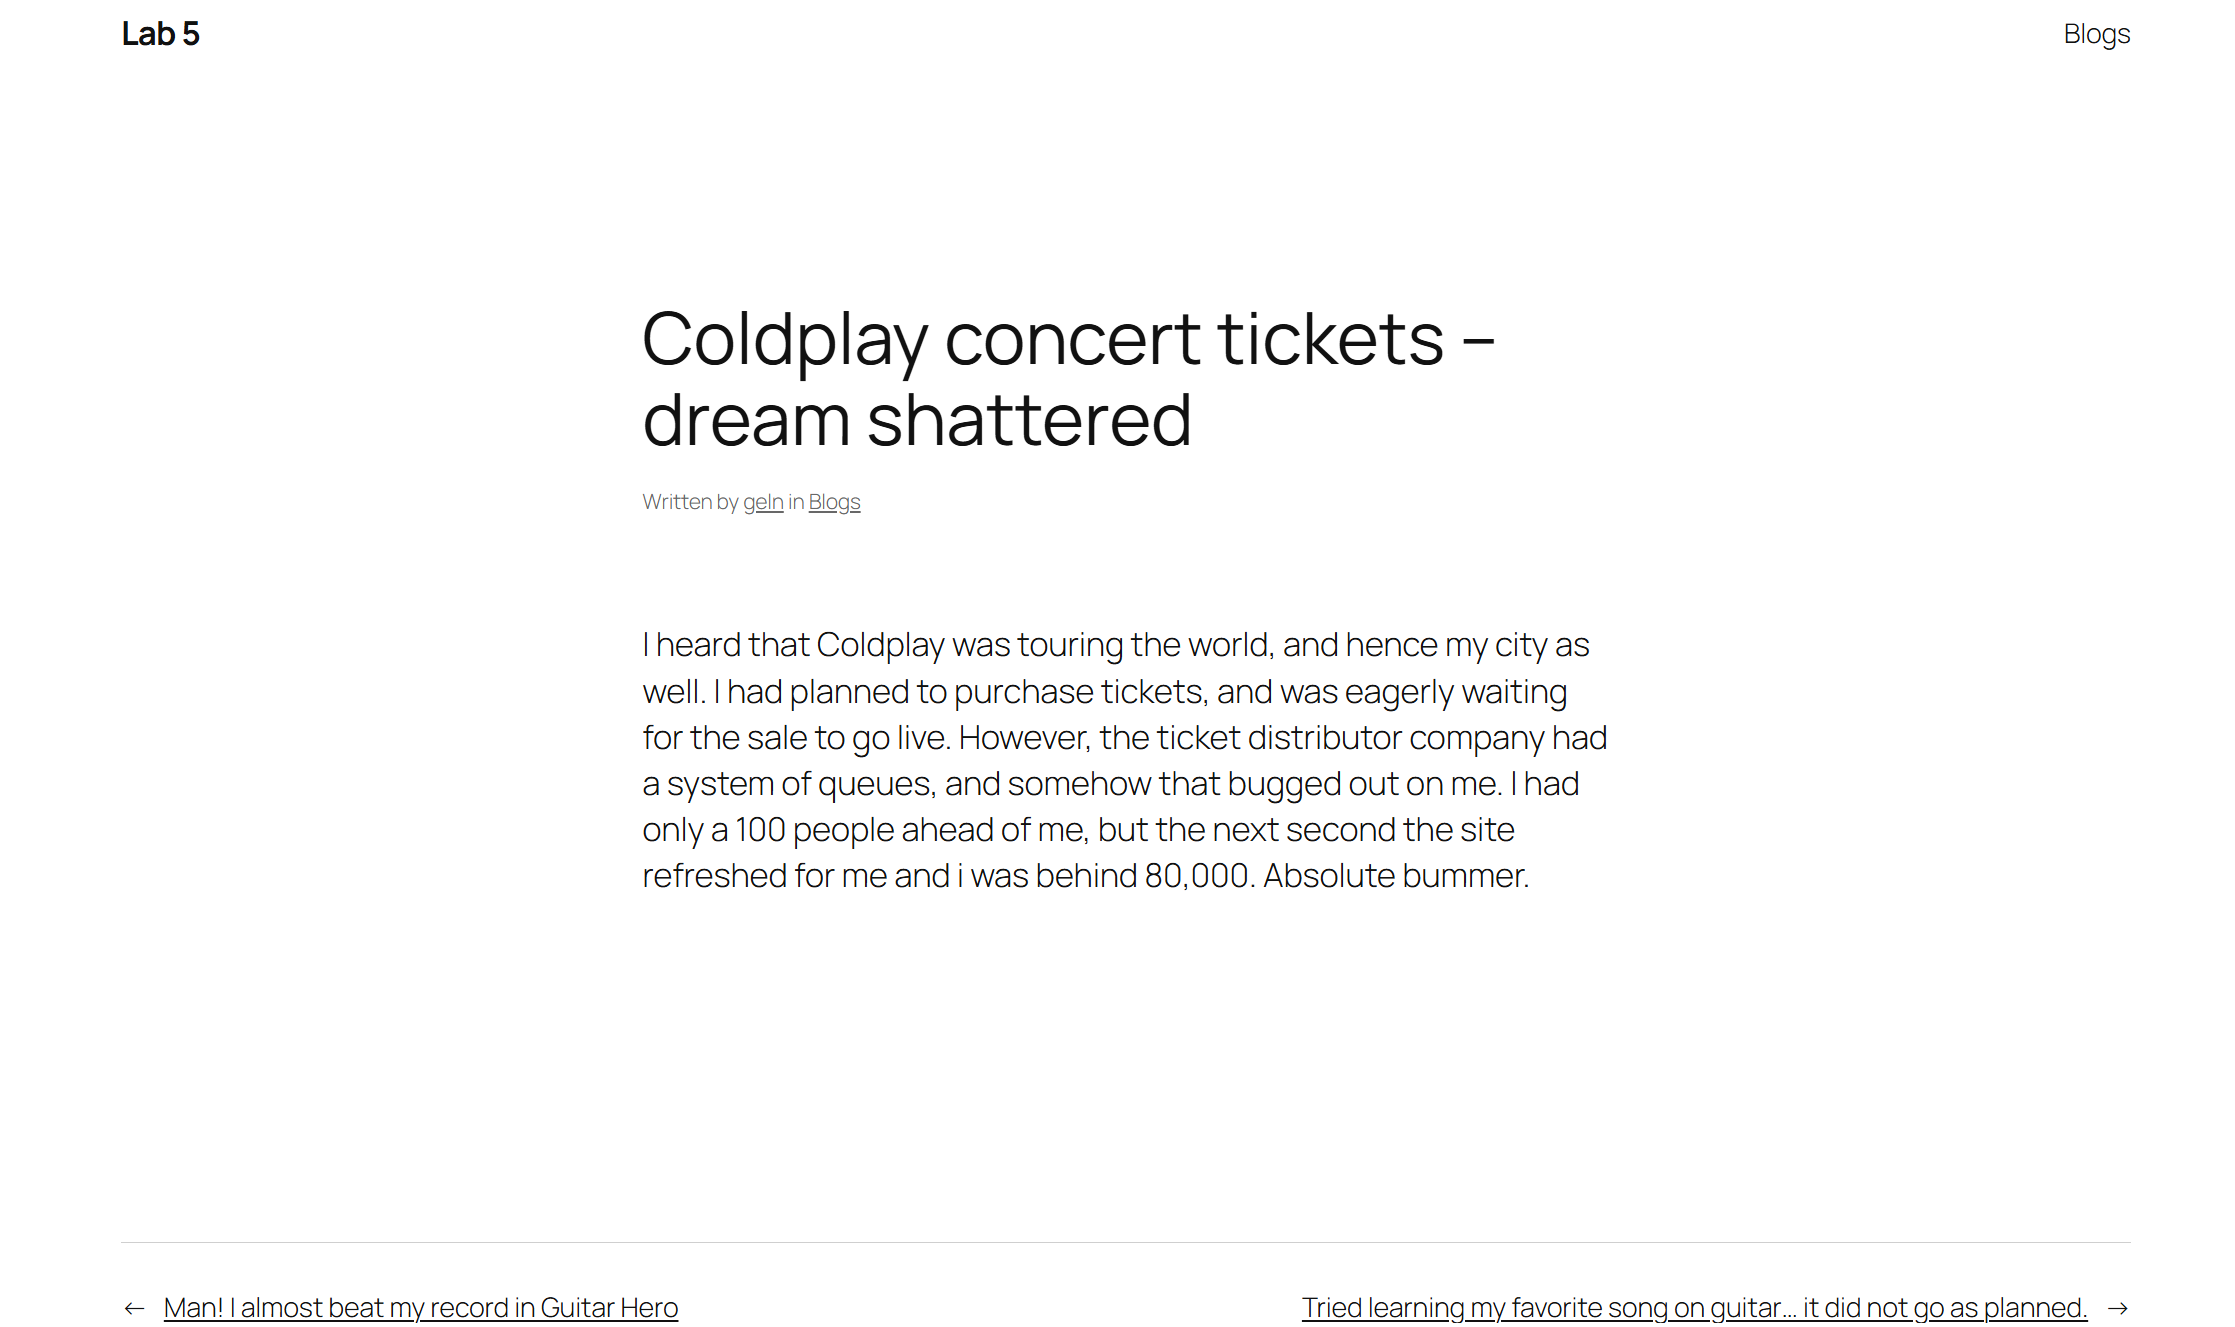 Lab 5
Blogs
Coldplay concert tickets –
dream shattered
Written by geln in Blogs
I heard that Coldplay was touring the world, and hence my city as
well. I had planned to purchase tickets, and was eagerly waiting
for the sale to go live. However, the ticket distributor company had
a system of queues, and somehow that bugged out on me. I had
only a 100 people ahead of me, but the next second the site
refreshed for me and i was behind 80,000. Absolute bummer.
← Man! I almost beat my record in Guitar Hero
Tried learning my favorite song on guitar… it did not go as planned. →